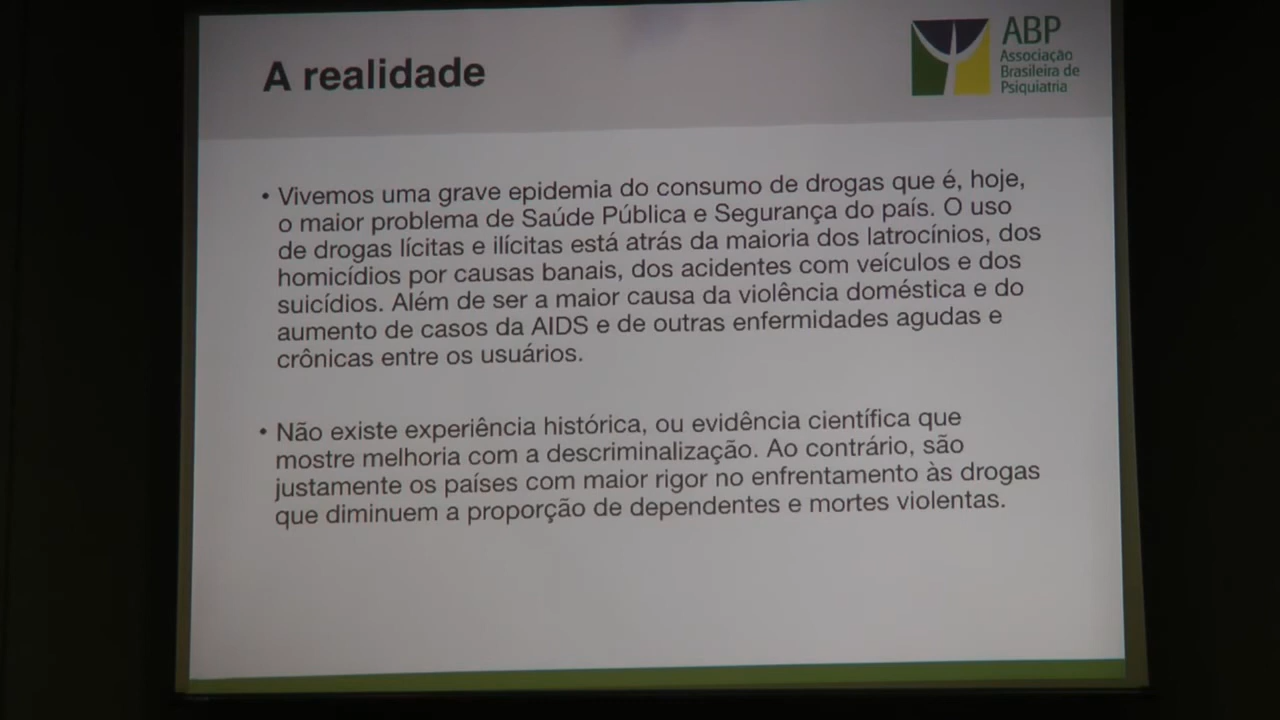 A realidade
ABP
Associação
Brasileira de
Psiquiatria
• Vivemos uma grave epidemia do consumo de drogas que é, hoje,
o maior problema de Saúde Pública e Segurança do país. O uso
de drogas lícitas e ilícitas está atrás da maioria dos latrocínios, dos
homicídios por causas banais, dos acidentes com veículos e dos
suicídios. Além de ser a maior causa da violência doméstica e do
aumento de casos da AIDS e de outras enfermidades agudas e
crônicas entre os usuários.
• Não existe experiência histórica, ou evidência científica que
mostre melhoria com a descriminalização. Ao contrário, são
justamente os países com maior rigor no enfrentamento às drogas
que diminuem a proporção de dependentes e mortes violentas.